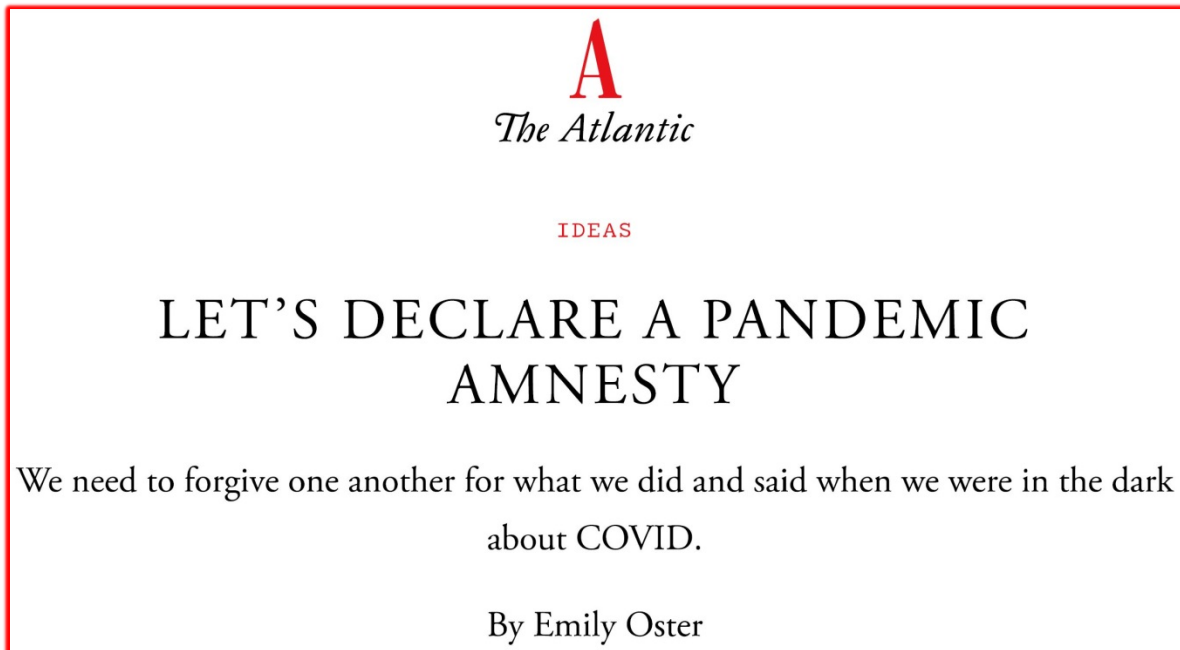 A
The Atlantic
IDEAS
LET’S DECLARE A PANDEMIC
AMNESTY
We need to forgive one another for what we did and said when we were in the dark
about COVID.
By Emily Oster